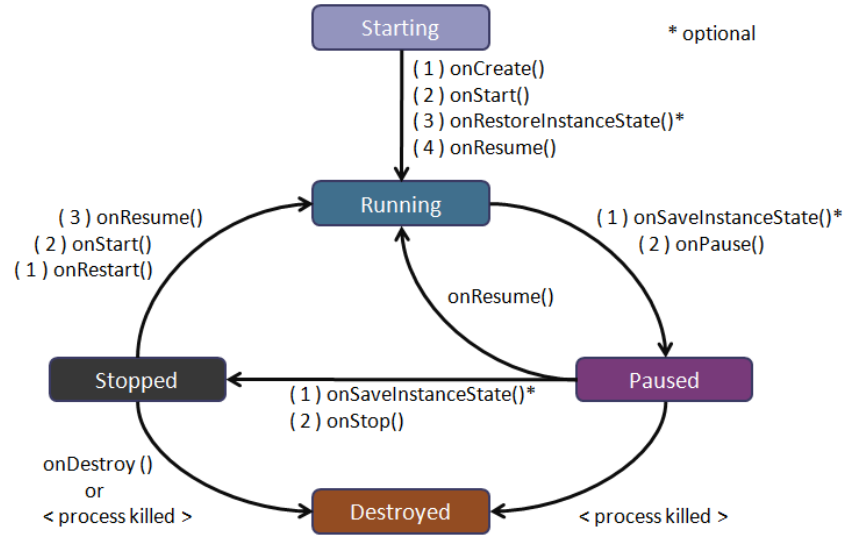 Starting
* optional
( 1 ) onCreate()
( 2 ) onStart()
( 3 ) onRestoreInstanceState()*
( 4 ) onResume()
Running
( 3 ) onResume()
( 2 ) onStart()
( 1 ) onRestart()
( 1 ) onSaveInstanceState()*
( 2 ) onPause()
onResume()
Stopped
Paused
( 1 ) onSaveInstanceState()*
( 2 ) onStop()
onDestroy ()
or
< process killed >
Destroyed
< process killed >